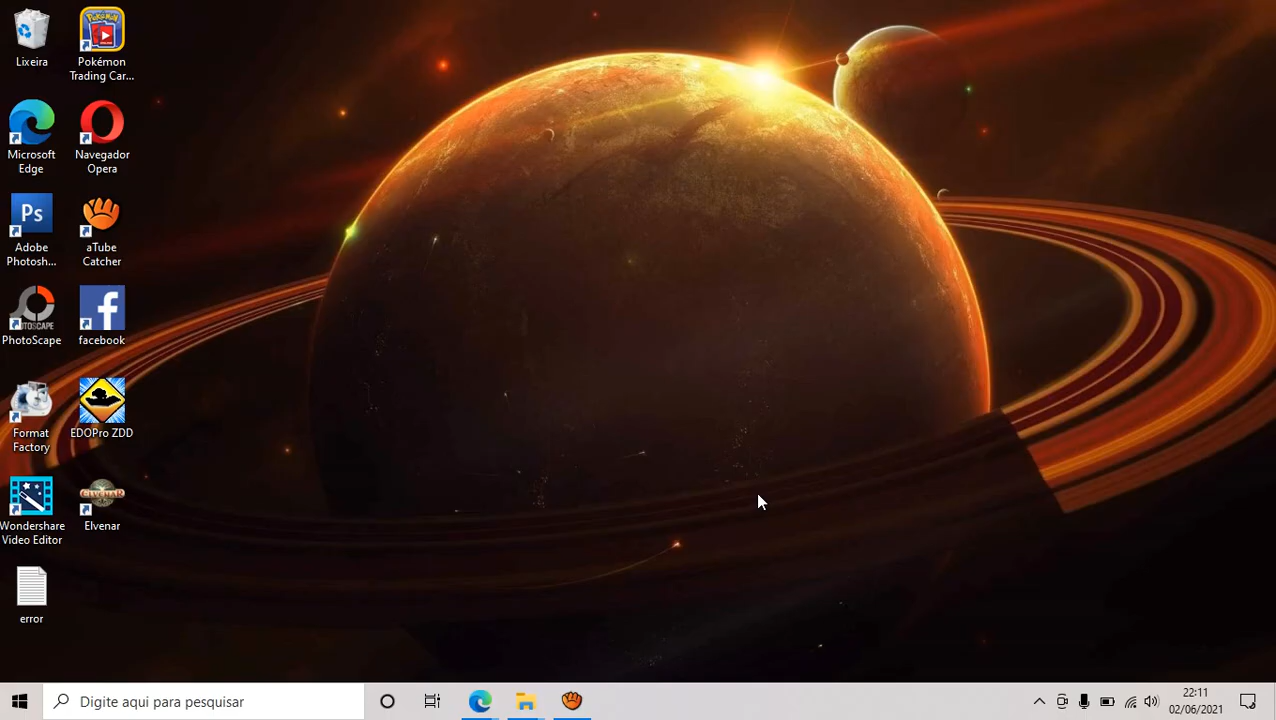 Lixeira
Pokémon
Trading Car...
Microsoft
Edge
Navegador
Opera
Ps
Adobe
Photosh...
aTube
Catcher
PhotoScape
facebook
Format
Factory
EDOPro ZDD
Wondershare
Video Editor
Elvenar
error
Digite aqui para pesquisar
22:11
02/06/2021